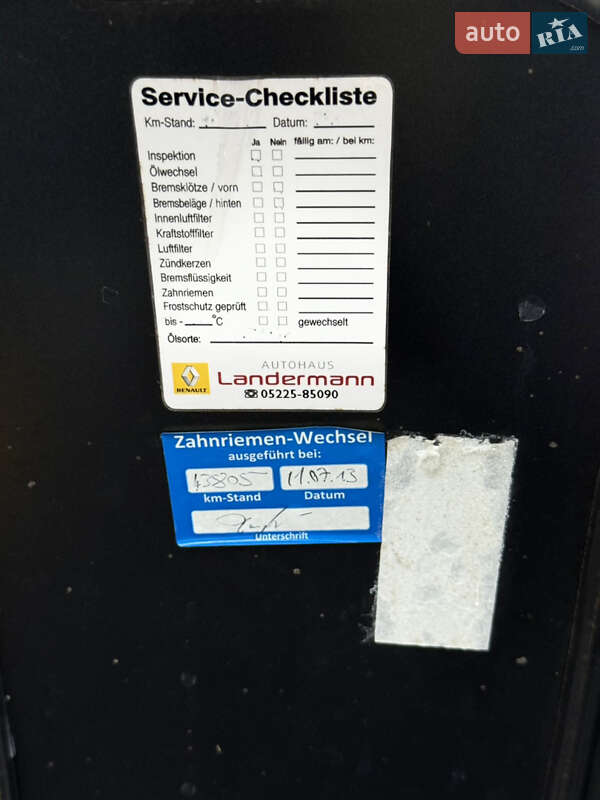 auto RIA .com
Service-Checkliste
Km-Stand: Datum:
Ja Nein fällig am: / bei km:
Inspektion
Ölwechsel
Bremsklötze / vorn
Bremsbeläge / hinten
Innenluftfilter
Kraftstofffilter
Luftfilter
Zündkerzen
Bremsflüssigkeit
Zahnriemen
Frostschutz geprüft
bis - ____ °C gewechselt
Ölsorte:
AUTOHAUS
RENAULT Landermann
☎ 05225-85090
Zahnriemen-Wechsel
ausgeführt bei:
11.07.13
km-Stand Datum
Unterschrift